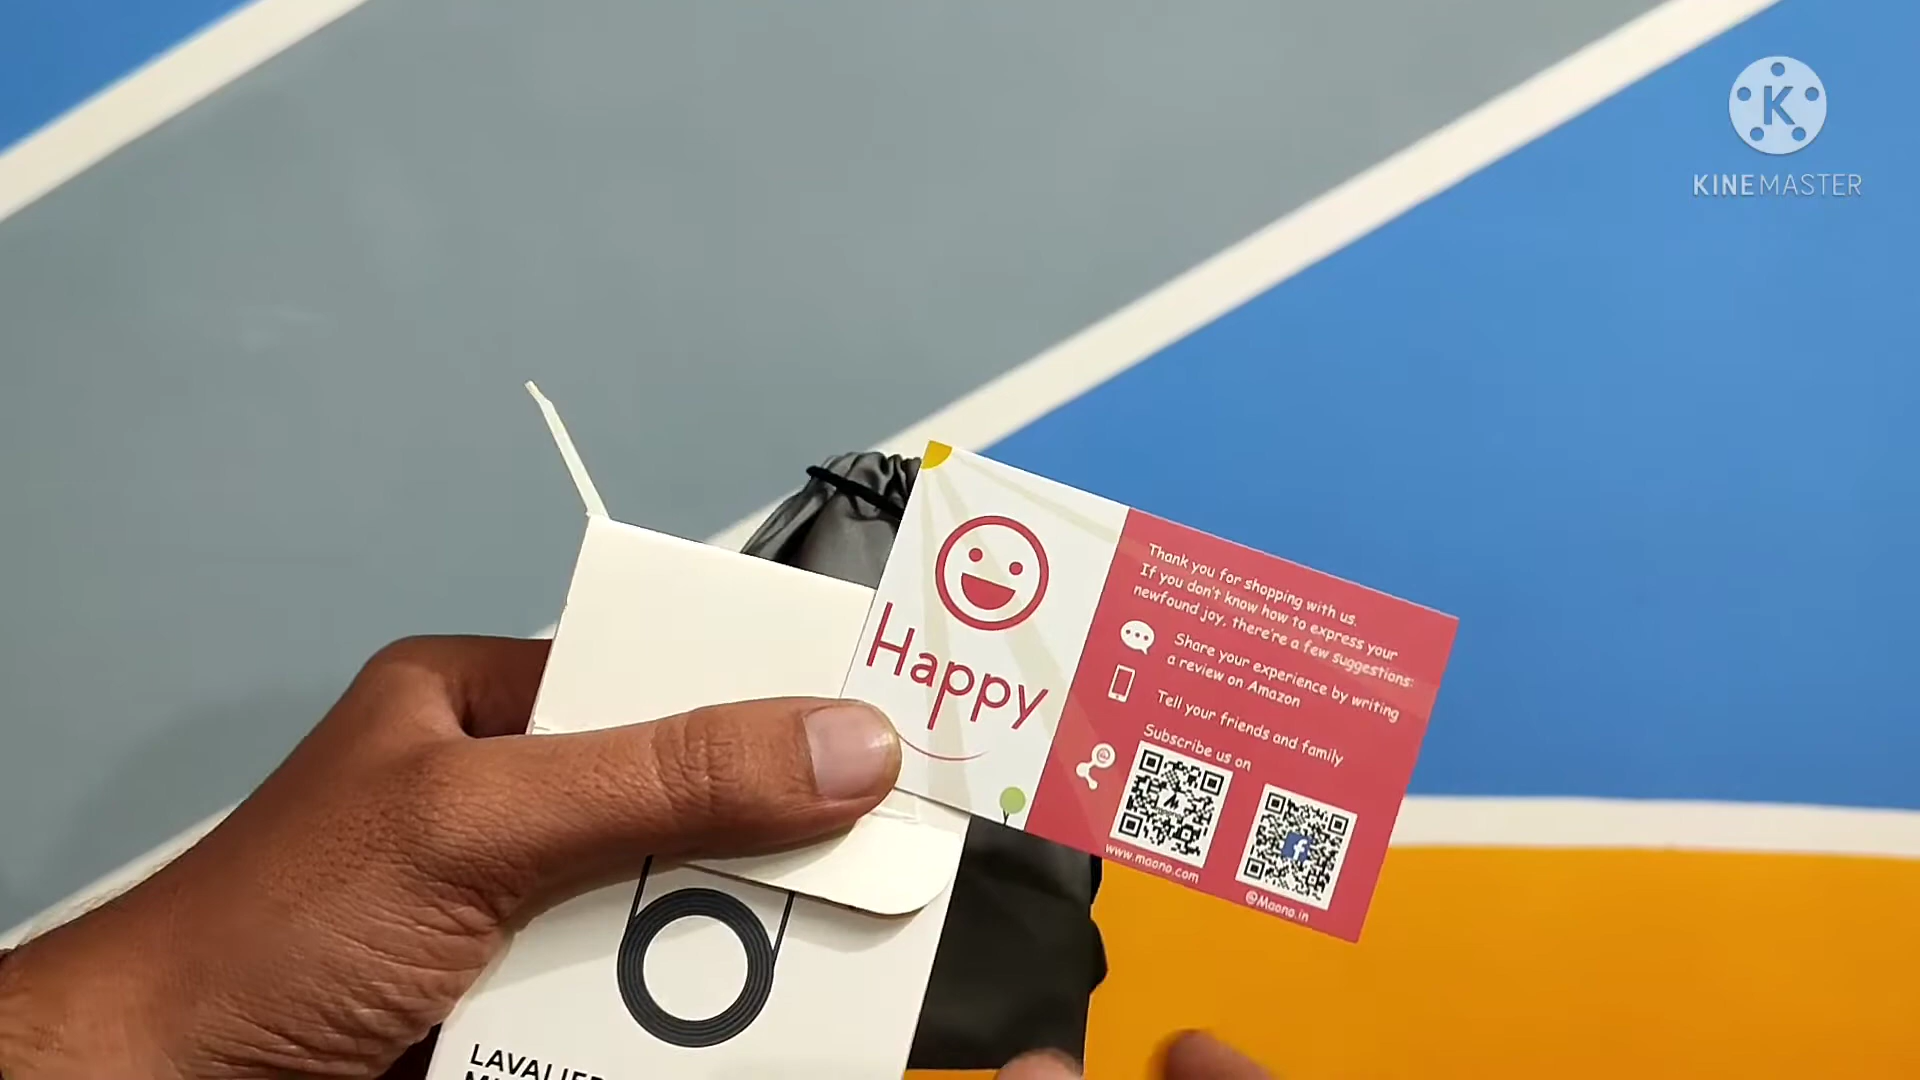 K
KINEMASTER
Happy
Thank you for shopping with us.
If you don't know how to express your
newfound joy, there're a few suggestions:
Share your experience by writing
a review on Amazon
Tell your friends and family
Subscribe us on
www.maono.com
@Maono.in